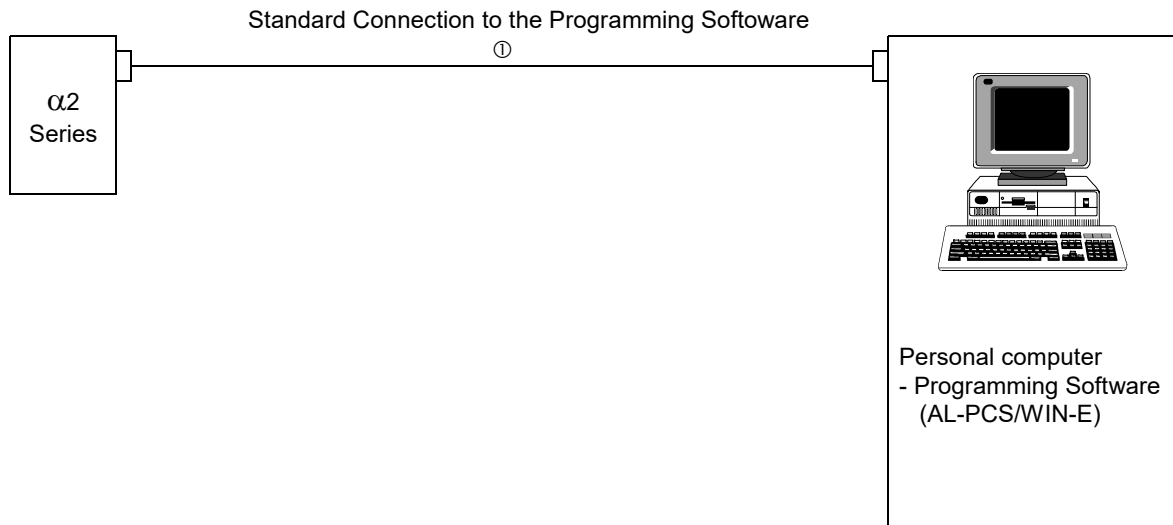 Standard Connection to the Programming Softoware
①
α2
Series
Personal computer
- Programming Software
(AL-PCS/WIN-E)